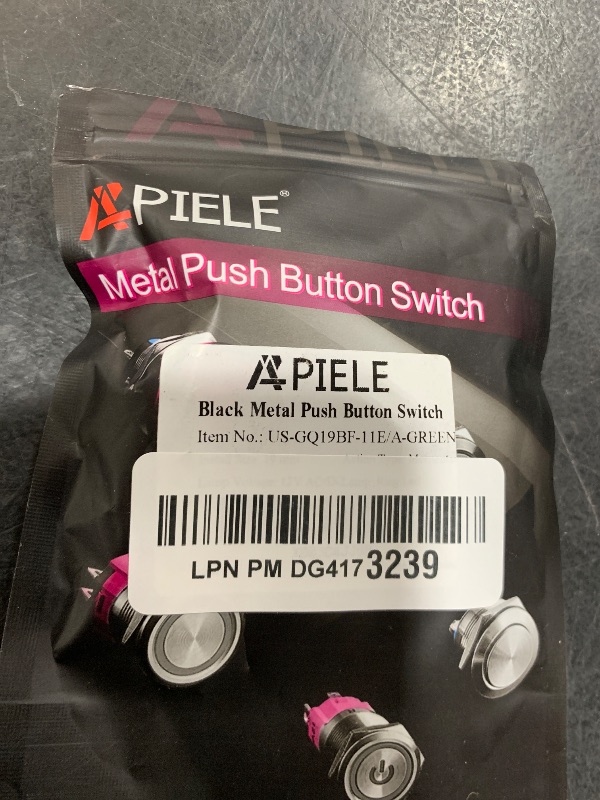 APIELE®
Metal Push Button Switch
APIELE
Black Metal Push Button Switch
Item No.: US-GQ19BF-11E/A-GREEN
LPN PM DG4173239